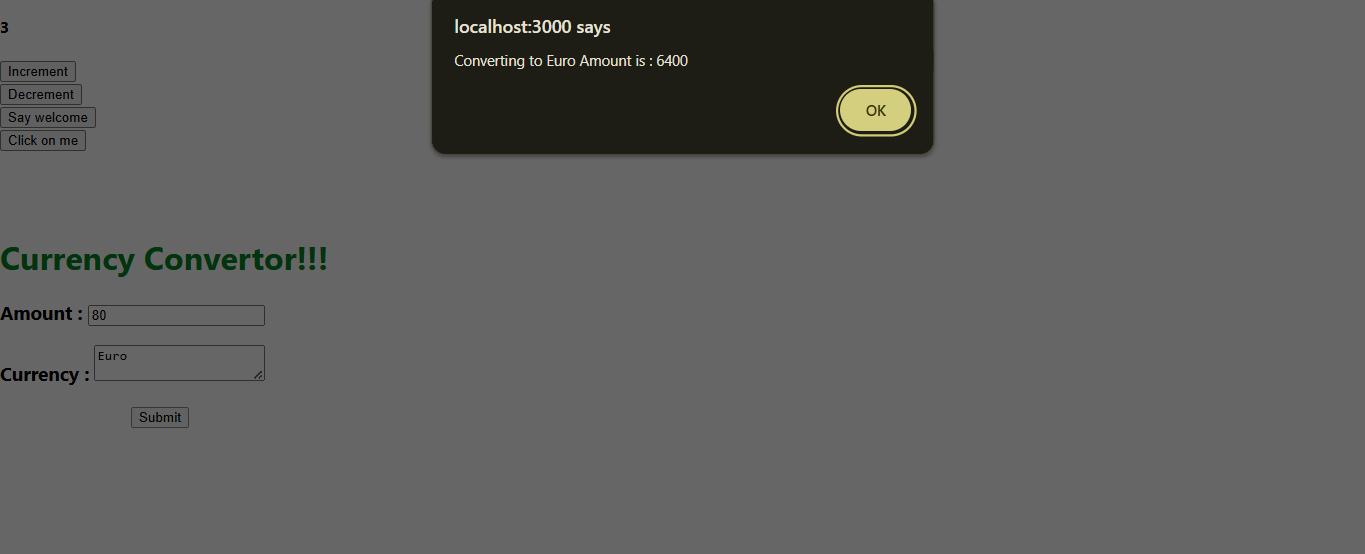 localhost:3000 says
Converting to Euro Amount is : 6400
OK
3
Increment
Decrement
Say welcome
Click on me
Currency Convertor!!!
Amount : 80
Currency : Euro
Submit